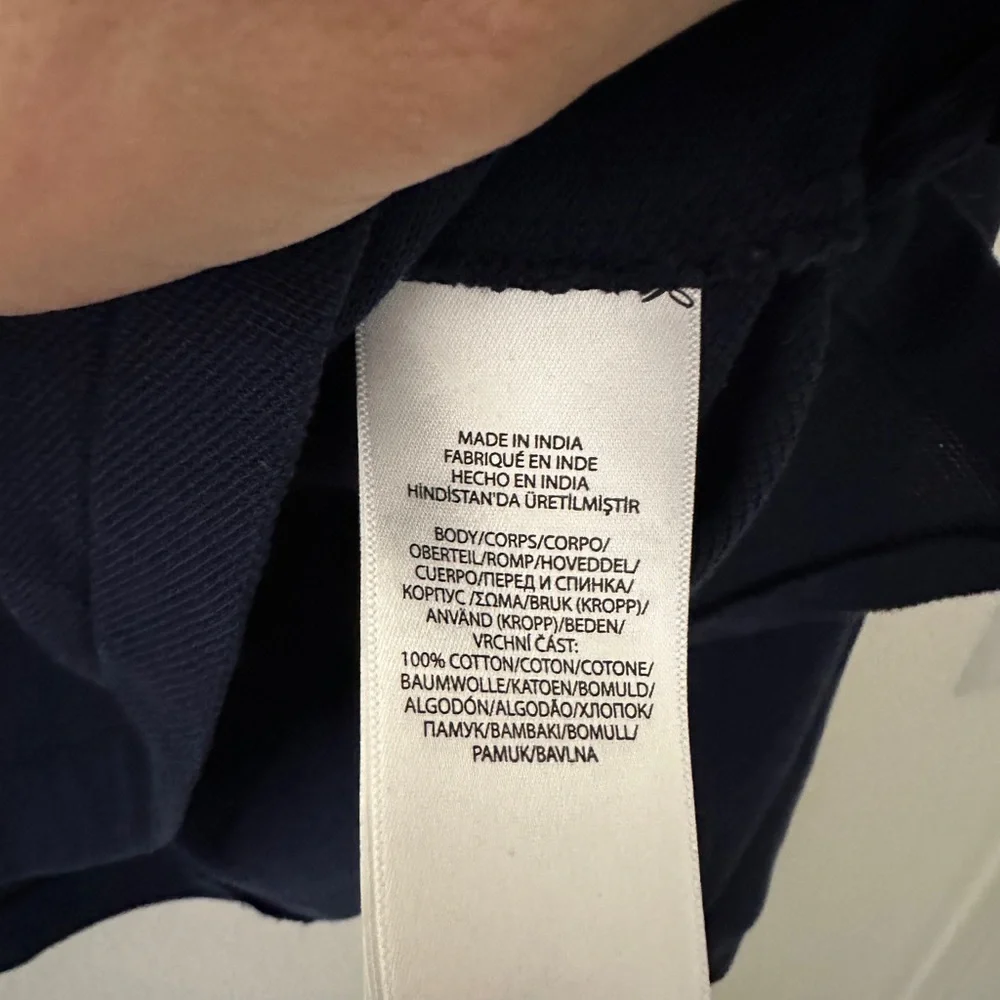 MADE IN INDIA
FABRIQUÉ EN INDE
HECHO EN INDIA
HİNDİSTAN'DA ÜRETİLMİŞTİR
BODY/CORPS/CORPO/
OBERTEIL/ROMP/HOVEDDEL/
CUERPO/ПЕРЕД И СПИНКА/
КОРПУС /ΣΩΜΑ/BRUK (KROPP)/
ANVÄND (KROPP)/BEDEN/
VRCHNÍ ČÁST:
100% COTTON/COTON/COTONE/
BAUMWOLLE/KATOEN/BOMULD/
ALGODÓN/ALGODÃO/ХЛОПОК/
ПАМУК/ΒΑΜΒΑΚΙ/BOMULL/
PAMUK/BAVLNA